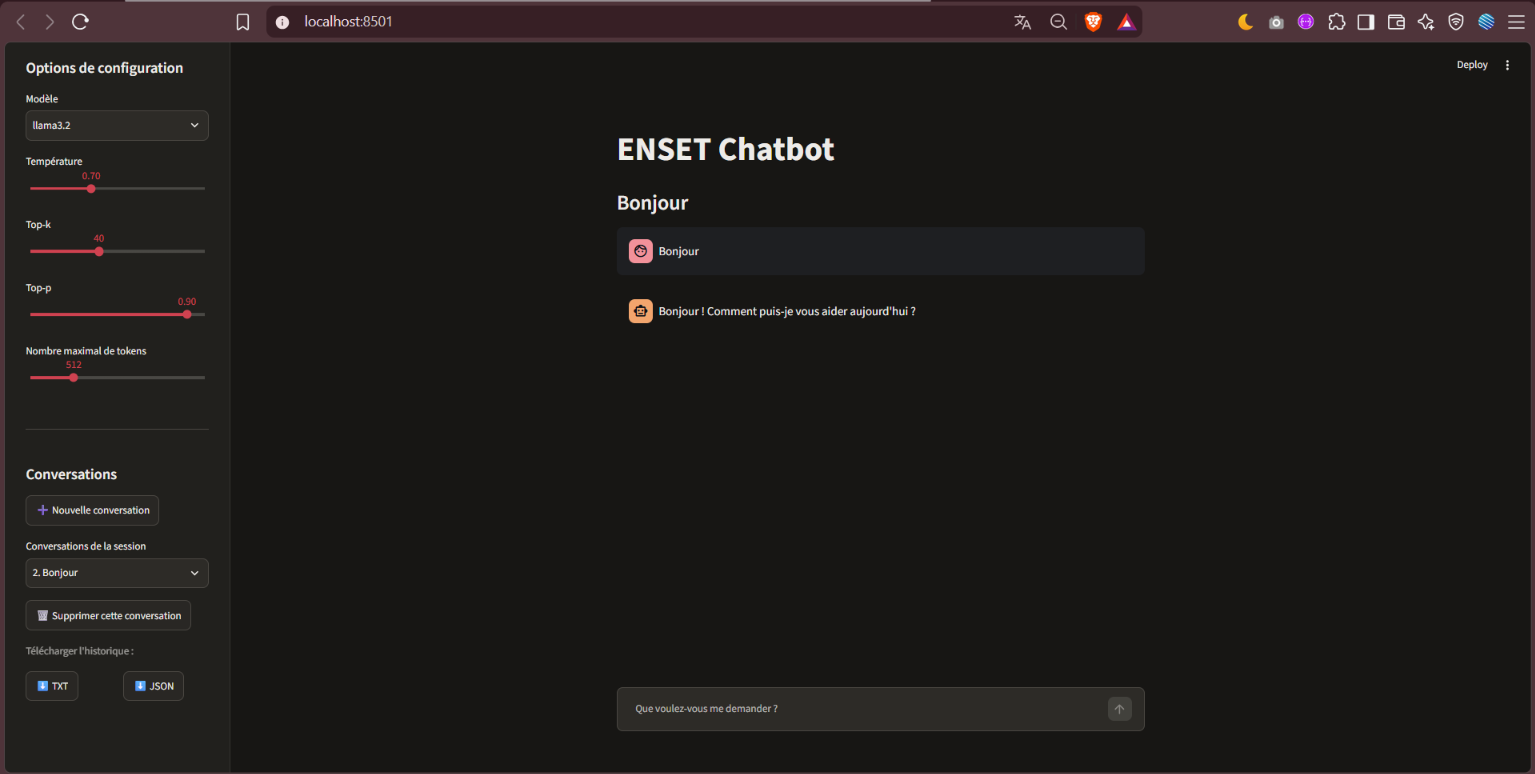 localhost:8501
Deploy
Options de configuration
Modèle
llama3.2
Température
0.70
Top-k
40
Top-p
0.90
Nombre maximal de tokens
512
Conversations
Nouvelle conversation
Conversations de la session
2. Bonjour
Supprimer cette conversation
Télécharger l'historique :
TXT
JSON
ENSET Chatbot
Bonjour
Bonjour
Bonjour ! Comment puis-je vous aider aujourd'hui ?
Que voulez-vous me demander ?